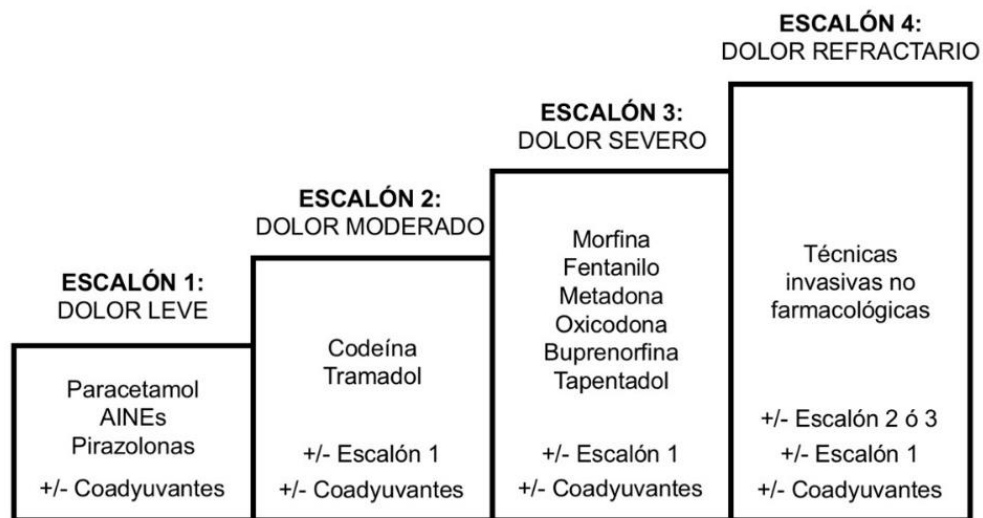 ESCALÓN 1:
DOLOR LEVE
Paracetamol
AINEs
Pirazolonas
+/- Coadyuvantes
ESCALÓN 2:
DOLOR MODERADO
Codeína
Tramadol
+/- Escalón 1
+/- Coadyuvantes
ESCALÓN 3:
DOLOR SEVERO
Morfina
Fentanilo
Metadona
Oxicodona
Buprenorfina
Tapentadol
+/- Escalón 1
+/- Coadyuvantes
ESCALÓN 4:
DOLOR REFRACTARIO
Técnicas
invasivas no
farmacológicas
+/- Escalón 2 ó 3
+/- Escalón 1
+/- Coadyuvantes